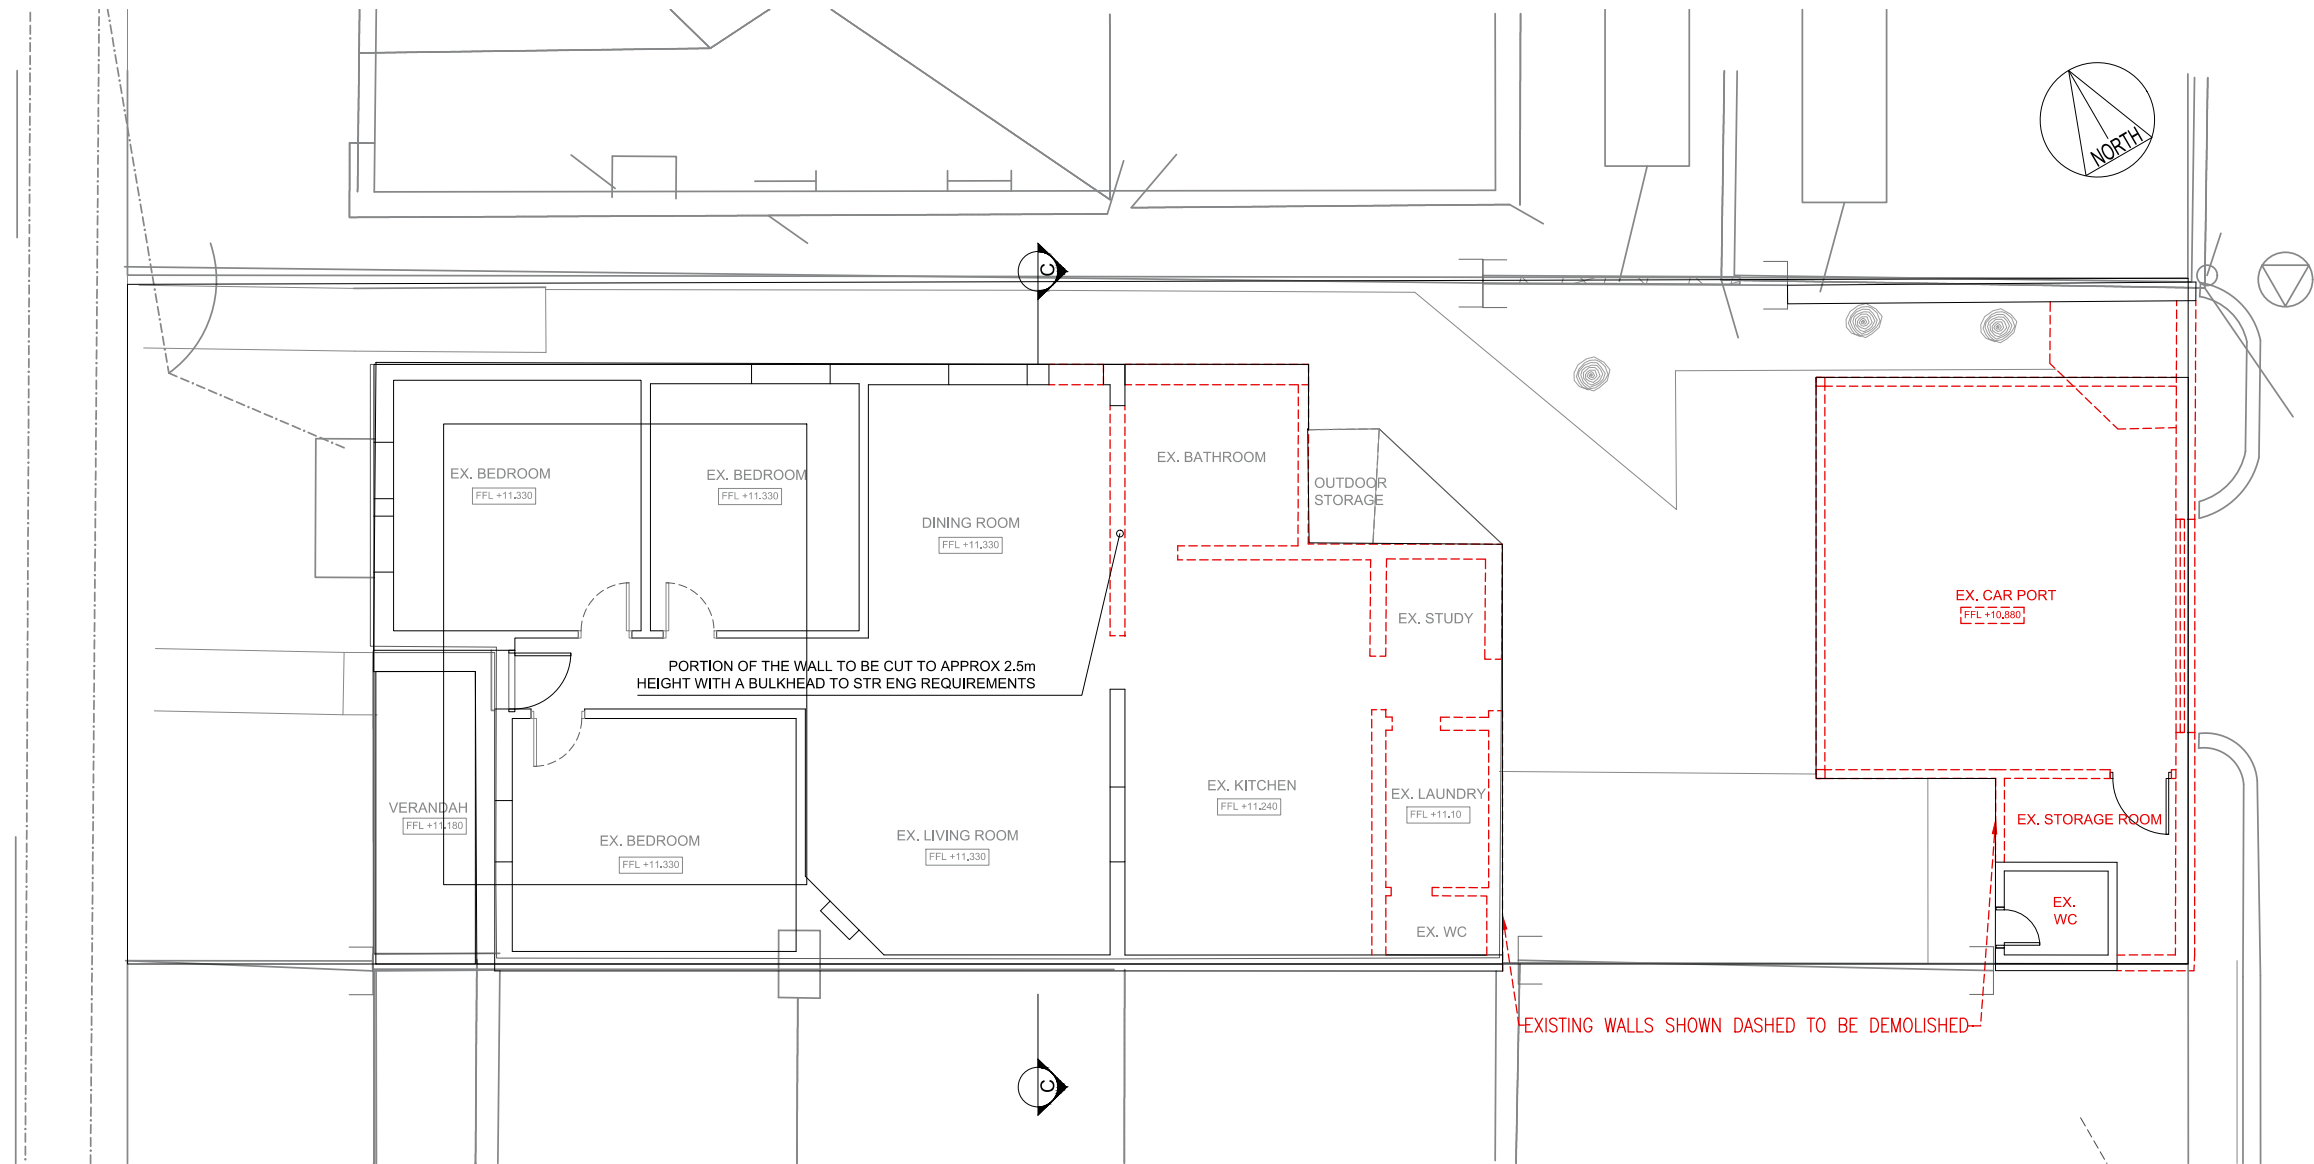 NORTH
C
EX. BEDROOM
FFL +11.330
EX. BEDROOM
FFL +11.330
DINING ROOM
FFL +11.330
EX. BATHROOM
OUTDOOR
STORAGE
EX. STUDY
EX. CAR PORT
FFL +10.880
PORTION OF THE WALL TO BE CUT TO APPROX 2.5m
HEIGHT WITH A BULKHEAD TO STR ENG REQUIREMENTS
VERANDAH
FFL +11.180
EX. BEDROOM
FFL +11.330
EX. LIVING ROOM
FFL +11.330
EX. KITCHEN
FFL +11.240
EX. LAUNDRY
FFL +11.10
EX. WC
EX. STORAGE ROOM
EX.
WC
EXISTING WALLS SHOWN DASHED TO BE DEMOLISHED
C